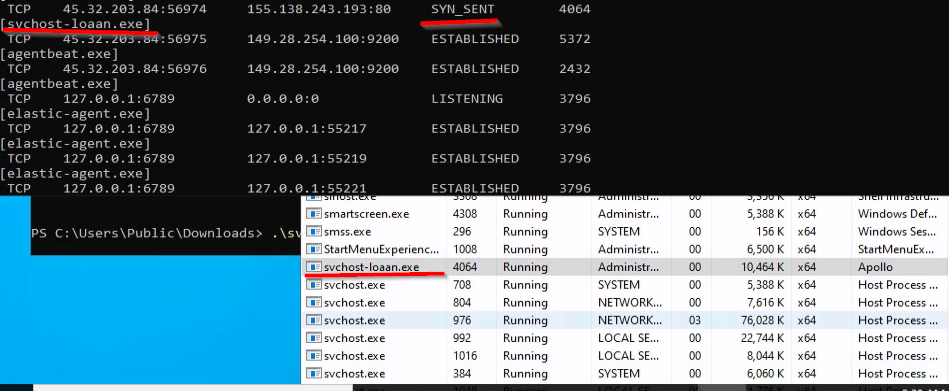 TCP 45.32.203.84:56974 155.138.243.193:80 SYN_SENT 4064
[svchost-loaan.exe]
TCP 45.32.203.84:56975 149.28.254.100:9200 ESTABLISHED 5372
[agentbeat.exe]
TCP 45.32.203.84:56976 149.28.254.100:9200 ESTABLISHED 2432
[agentbeat.exe]
TCP 127.0.0.1:6789 0.0.0.0:0 LISTENING 3796
[elastic-agent.exe]
TCP 127.0.0.1:6789 127.0.0.1:55217 ESTABLISHED 3796
[elastic-agent.exe]
TCP 127.0.0.1:6789 127.0.0.1:55219 ESTABLISHED 3796
[elastic-agent.exe]
TCP 127.0.0.1:6789 127.0.0.1:55221 ESTABLISHED 3796
Running Administr... 00 x64
smartscreen.exe 4308 Running Administr... 00 5,388 K x64 Windows Def...
smss.exe 296 Running SYSTEM 00 156 K x64 Windows Ses...
PS C:\Users\Public\Downloads> .\sv
StartMenuExperienc... 1008 Running Administr... 00 6,500 K x64 StartMenuEx...
svchost-loaan.exe 4064 Running Administr... 00 10,464 K x64 Apollo
svchost.exe 708 Running SYSTEM 00 5,388 K x64 Host Process ...
svchost.exe 804 Running NETWORK... 00 7,616 K x64 Host Process ...
svchost.exe 976 Running NETWORK... 03 76,028 K x64 Host Process ...
svchost.exe 992 Running LOCAL SE... 00 22,744 K x64 Host Process ...
svchost.exe 1016 Running LOCAL SE... 00 8,044 K x64 Host Process ...
svchost.exe 384 Running SYSTEM 00 6,060 K x64 Host Process ...